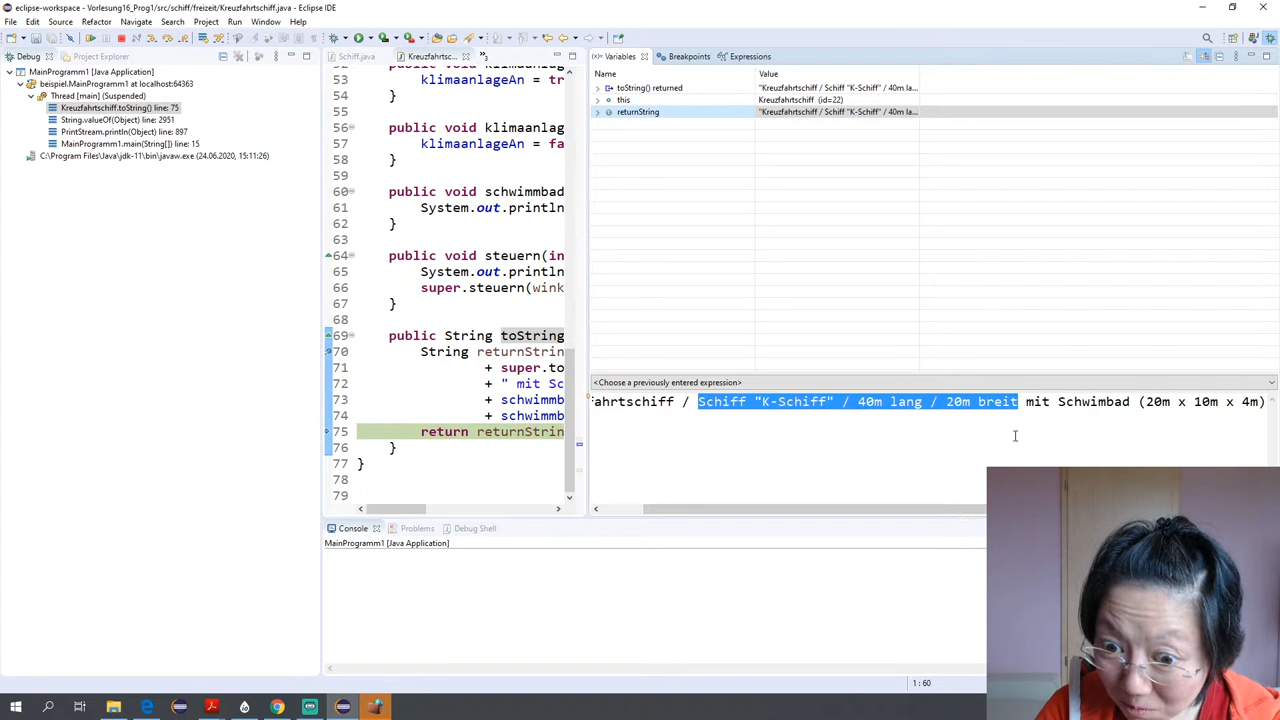 eclipse-workspace - Vorlesung16_Prog1/src/schiff/freizeit/Kreuzfahrtschiff.java - Eclipse IDE
File Edit Source Refactor Navigate Search Project Run Window Help
Debug Project Explorer
MainProgramm1 [Java Application]
beispiel.MainProgramm1 at localhost:64363
Thread [main] (Suspended)
Kreuzfahrtschiff.toString() line: 75
String.valueOf(Object) line: 2951
PrintStream.println(Object) line: 897
MainProgramm1.main(String[]) line: 15
C:\Program Files\Java\jdk-11\bin\javaw.exe (24.06.2020, 15:11:26)
Schiff.java Kreuzfahrtsc...
52 public void klimaanlag
53 klimaanlageAn = tr
54 }
55
56 public void klimaanlag
57 klimaanlageAn = fa
58 }
59
60 public void schwimmbad
61 System.out.println
62 }
63
64 public void steuern(in
65 System.out.println
66 super.steuern(wink
67 }
68
69 public String toString
70 String returnStrin
71 + super.to
72 + " mit Sc
73 + schwimmb
74 + schwimmb
75 return returnStrin
76 }
77 }
78
79
Variables Breakpoints Expressions
Name Value
toString() returned "Kreuzfahrtschiff / Schiff "K-Schiff" / 40m la...
this Kreuzfahrtschiff (id=22)
returnString "Kreuzfahrtschiff / Schiff "K-Schiff" / 40m la...
<Choose a previously entered expression>
fahrtschiff / Schiff "K-Schiff" / 40m lang / 20m breit mit Schwimbad (20m x 10m x 4m)
Console Problems Debug Shell
MainProgramm1 [Java Application]
1 : 60